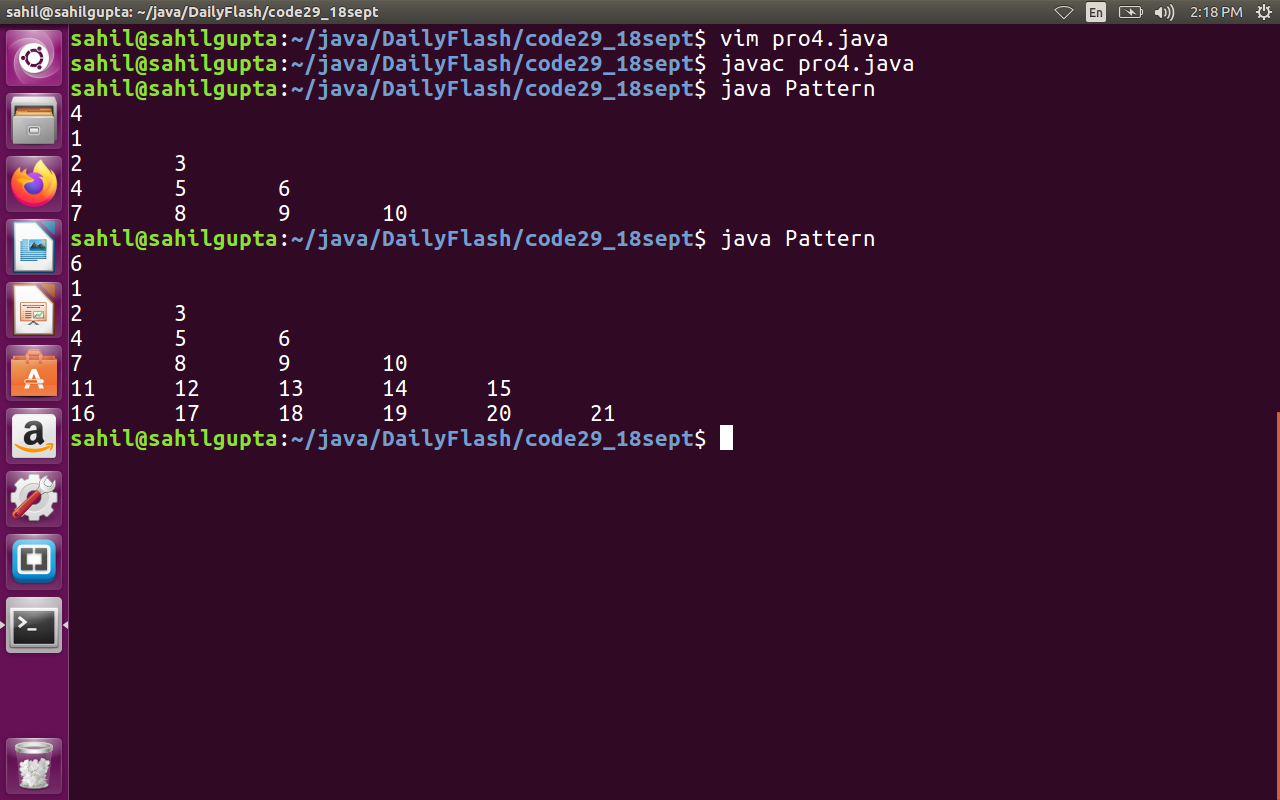 sahil@sahilgupta: ~/java/DailyFlash/code29_18sept En 2:18 PM
sahil@sahilgupta:~/java/DailyFlash/code29_18sept$ vim pro4.java
sahil@sahilgupta:~/java/DailyFlash/code29_18sept$ javac pro4.java
sahil@sahilgupta:~/java/DailyFlash/code29_18sept$ java Pattern
4
1
2 3
4 5 6
7 8 9 10
sahil@sahilgupta:~/java/DailyFlash/code29_18sept$ java Pattern
6
1
2 3
4 5 6
7 8 9 10
11 12 13 14 15
16 17 18 19 20 21
sahil@sahilgupta:~/java/DailyFlash/code29_18sept$